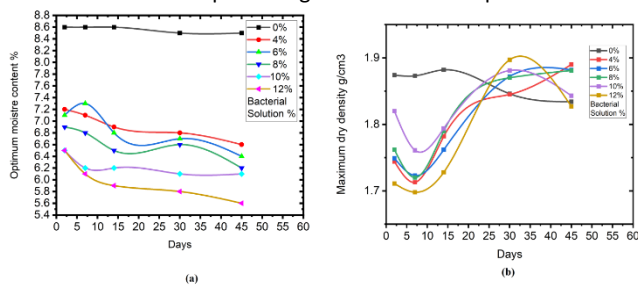 8.8
8.6
8.4
8.2
8.0
7.8
7.6
7.4
7.2
7.0
6.8
6.6
6.4
6.2
6.0
5.8
5.6
5.4
Optimum moistre content %
0 5 10 15 20 25 30 35 40 45 50 55 60
Days
0%
4%
6%
8%
10%
12%
Bacterial
Solution %
(a)
1.9
1.8
1.7
Maximum dry density g/cm3
0 5 10 15 20 25 30 35 40 45 50 55 60
Days
0%
4%
6%
8%
10%
12%
Bacterial
Solution %
(b)